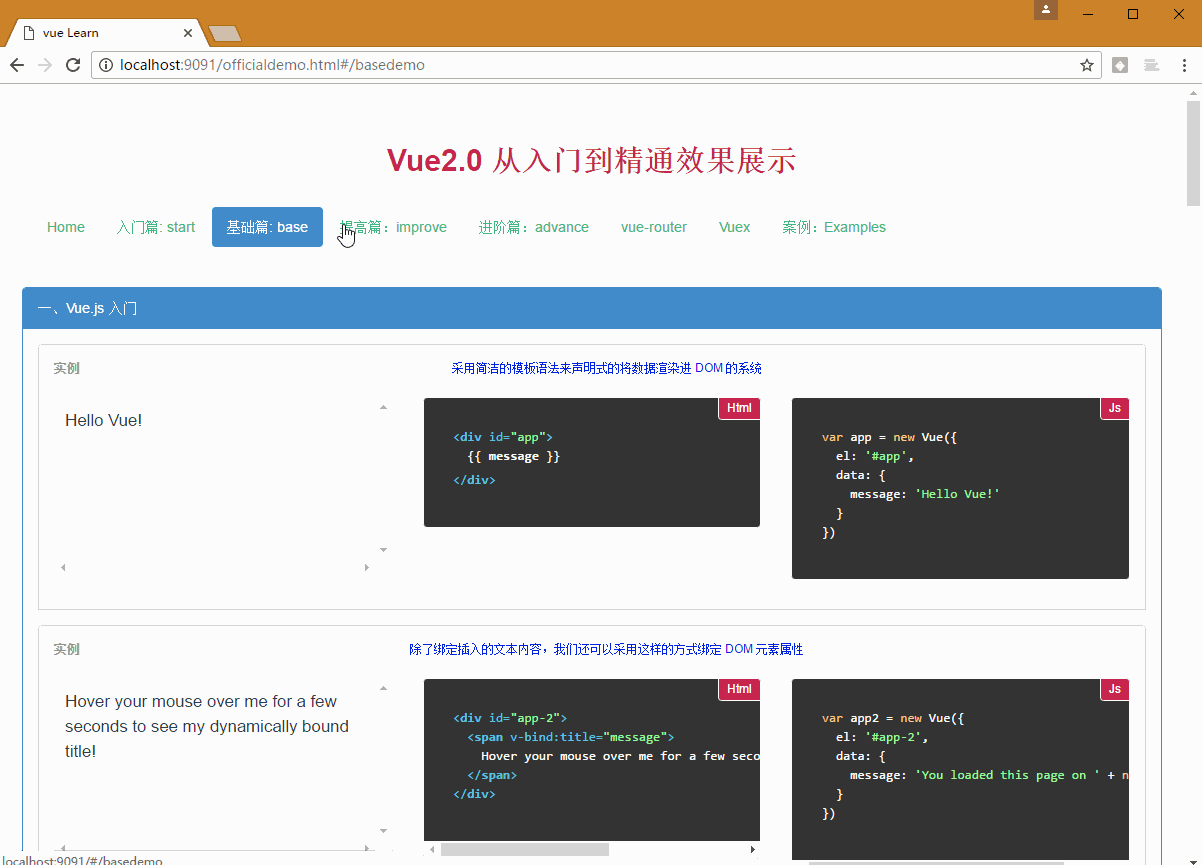 vue Learn
localhost:9091/officialdemo.html#/basedemo
Vue2.0 从入门到精通效果展示
Home 入门篇: start 基础篇: base 提高篇：improve 进阶篇：advance vue-router Vuex 案例：Examples
一、Vue.js 入门
实例
采用简洁的模板语法来声明式的将数据渲染进 DOM 的系统
Hello Vue!
Html
<div id="app">
{{ message }}
</div>
Js
var app = new Vue({
el: '#app',
data: {
message: 'Hello Vue!'
}
})
实例
除了绑定插入的文本内容，我们还可以采用这样的方式绑定 DOM 元素属性
Hover your mouse over me for a few
seconds to see my dynamically bound
title!
Html
<div id="app-2">
<span v-bind:title="message">
Hover your mouse over me for a few seco
</span>
</div>
Js
var app2 = new Vue({
el: '#app-2',
data: {
message: 'You loaded this page on ' + n
}
})
localhost:9091/#/basedemo